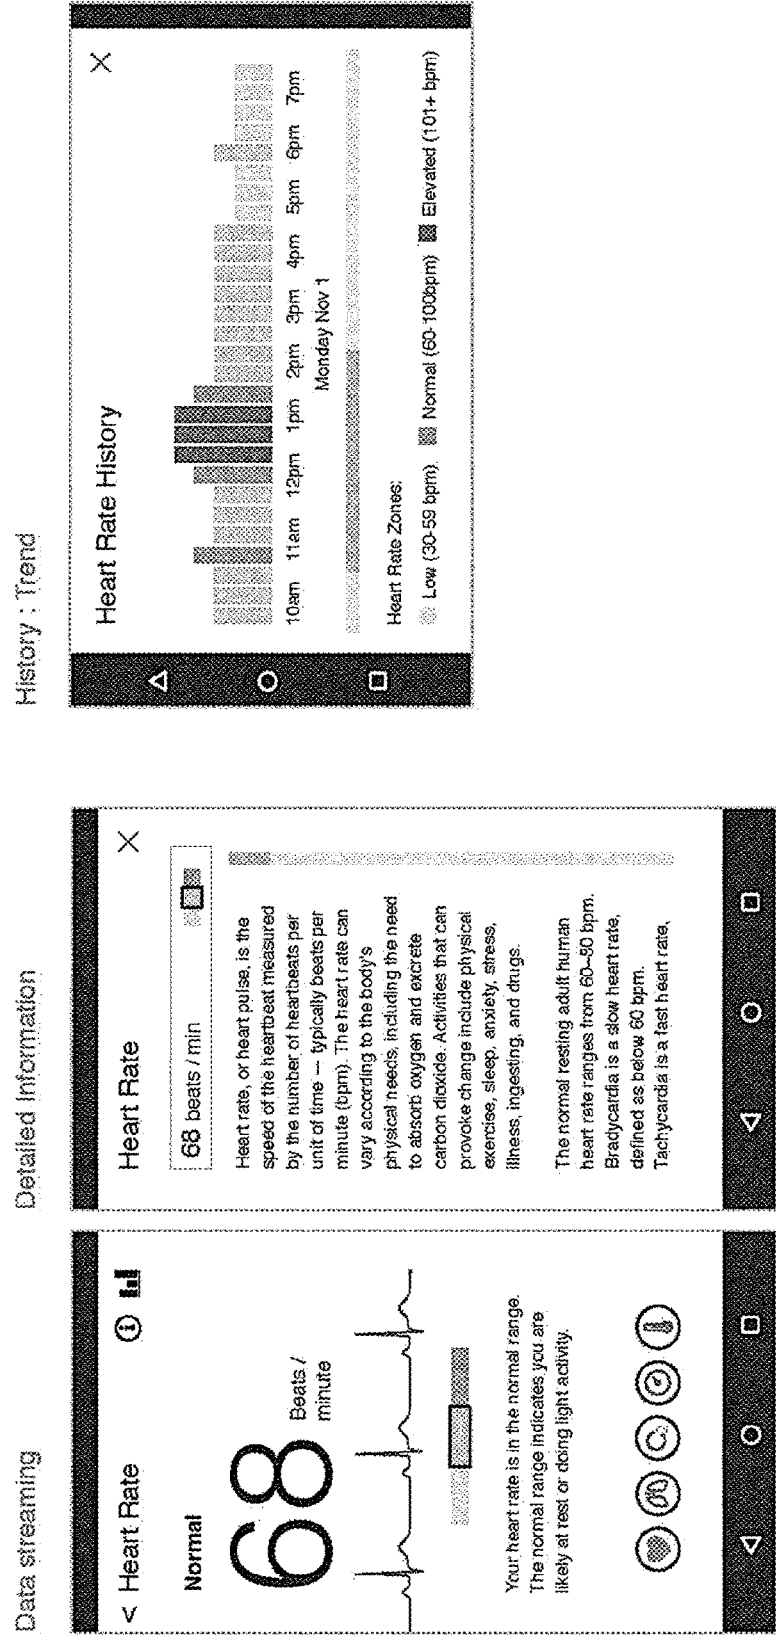 Data streaming
< Heart Rate
Normal
68
Beats /
minute
Your heart rate is in the normal range.
The normal range indicates you are
likely at rest or doing light activity.
Detailed Information
Heart Rate
68 beats / min
Heart rate, or heart pulse, is the
speed of the heartbeat measured
by the number of heartbeats per
unit of time — typically beats per
minute (bpm). The heart rate can
vary according to the body's
physical needs, including the need
to absorb oxygen and excrete
carbon dioxide. Activities that can
provoke change include physical
exercise, sleep, anxiety, stress,
illness, ingesting, and drugs.
The normal resting adult human
heart rate ranges from 60–80 bpm.
Bradycardia is a slow heart rate,
defined as below 60 bpm.
Tachycardia is a fast heart rate,
History : Trend
Heart Rate History
10am 11am 12pm 1pm 2pm 3pm 4pm 5pm 6pm 7pm
Monday Nov 1
Heart Rate Zones:
Low (30-59 bpm) Normal (60-100bpm) Elevated (101+ bpm)